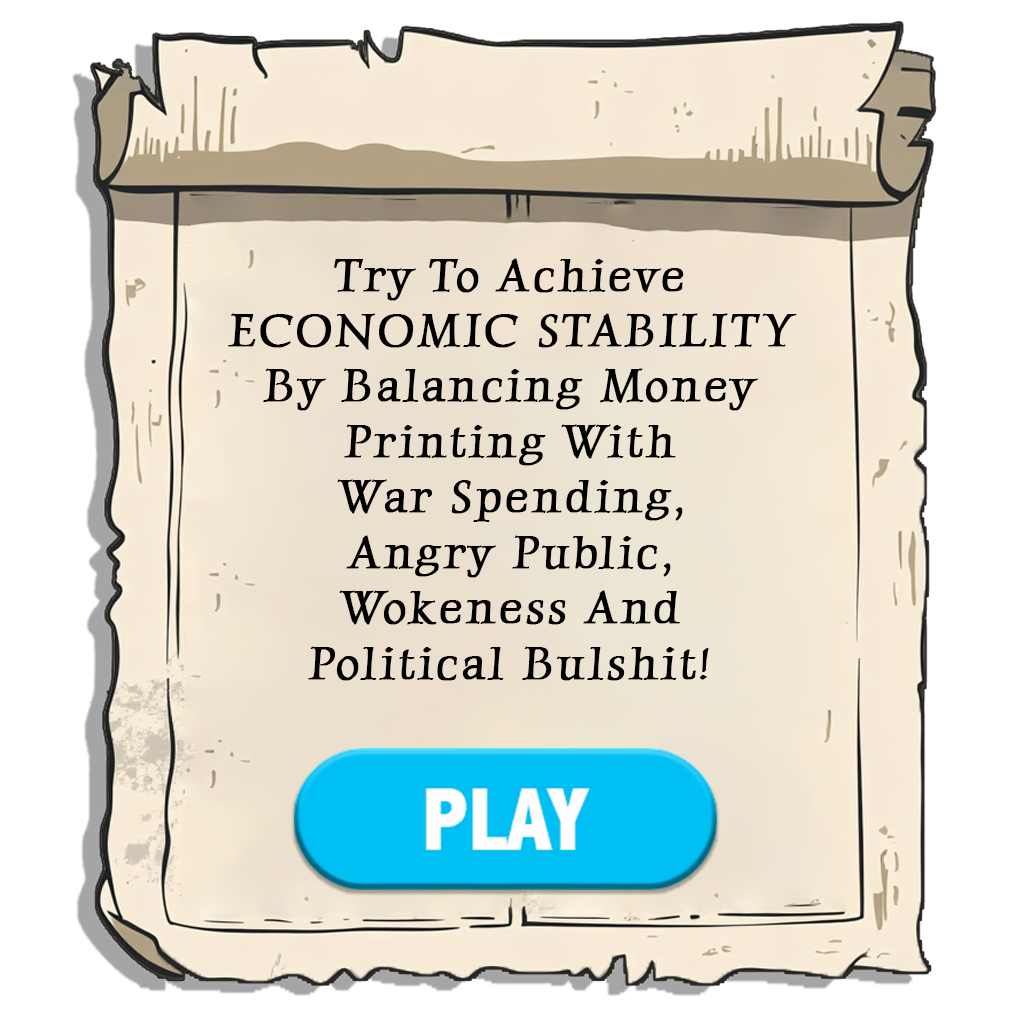 Try To Achieve
ECONOMIC STABILITY
By Balancing Money
Printing With
War Spending,
Angry Public,
Wokeness And
Political Bulshit!
PLAY